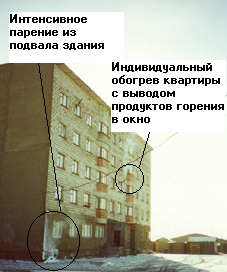 Интенсивное
парение из
подвала здания
Индивидуальный
обогрев квартиры
с выводом
продуктов горения
в окно